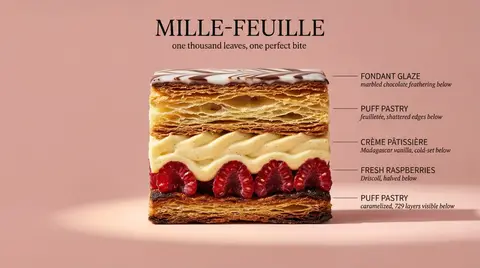 MILLE-FEUILLE
one thousand leaves, one perfect bite
FONDANT GLAZE
marbled chocolate feathering below
PUFF PASTRY
feuilletée, shattered edges below
CRÈME PÂTISSIÈRE
Madagascar vanilla, cold-set below
FRESH RASPBERRIES
Driscoll, halved below
PUFF PASTRY
caramelized, 729 layers visible below